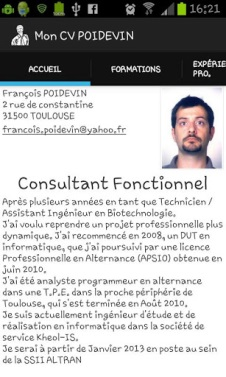 16:21
Mon CV POIDEVIN
ACCUEIL FORMATIONS EXPÉRIE PRO.
François POIDEVIN
2 rue de constantine
31500 TOULOUSE
francois.poidevin@yahoo.fr
Consultant Fonctionnel
Après plusieurs années en tant que Technicien /
Assistant Ingénieur en Biotechnologie.
J'ai voulu reprendre un projet professionnelle plus
dynamique. J'ai recommencé en 2008, un DUT en
informatique, que j'ai poursuivi par une licence
Professionnelle en Alternance (APSIO) obtenue en
juin 2010.
J'ai été analyste programmeur en alternance
dans une T.P.E. dans la proche périphérie de
Toulouse, qui s'est terminée en Août 2010.
Je suis actuellement ingénieur d'étude et de
réalisation en informatique dans la société de
service Kheol-IS.
Je serai à partir de Janvier 2013 en poste au sein
de la SSII ALTRAN